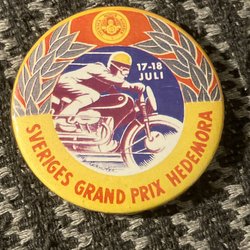 17-18
JULI
SVERIGES GRAND PRIX HEDEMORA